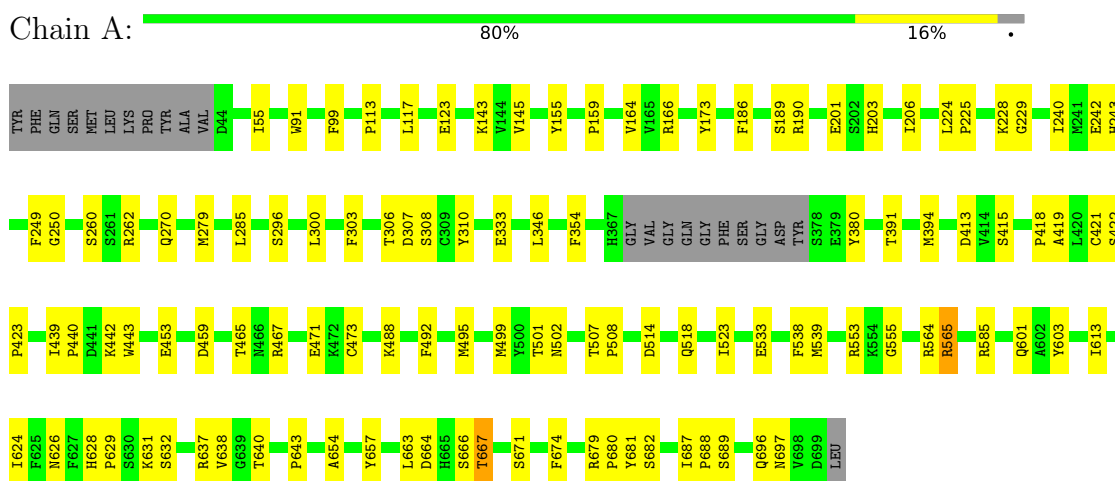 Chain A:
80% 16% •
TYR PHE GLN SER MET LEU LYS PRO TYR ALA VAL D44 I55 W91 F99 P113 L117 E123 K143 V144 V145 Y155 P159 V164 V165 R166 Y173 F186 S189 R190 E201 S202 H203 I206 L224 P225 K228 G229 I240 M241 E242
F249 G250 S260 S261 R262 Q270 M279 L285 S296 L300 F303 T306 D307 S308 C309 Y310 E333 L346 F354 H367 GLY VAL GLY GLN GLY PHE SER GLY ASP TYR S378 E379 Y380 T391 M394 D413 V414 S415 P418 A419 L420 C421 S422
P423 I439 P440 D441 K442 W443 E453 D459 T465 N466 R467 E471 K472 C473 K488 F492 M495 M499 Y500 T501 N502 T507 P508 D514 Q518 I523 E533 F538 M539 R553 K554 G555 R564 R565 R585 Q601 A602 Y603 I613
I624 F625 N626 F627 H628 P629 S630 K631 S632 R637 V638 G639 T640 P643 A654 Y657 L663 D664 H665 S666 T667 S671 F674 R679 P680 Y681 S682 I687 P688 S689 Q696 N697 V698 D699 LEU